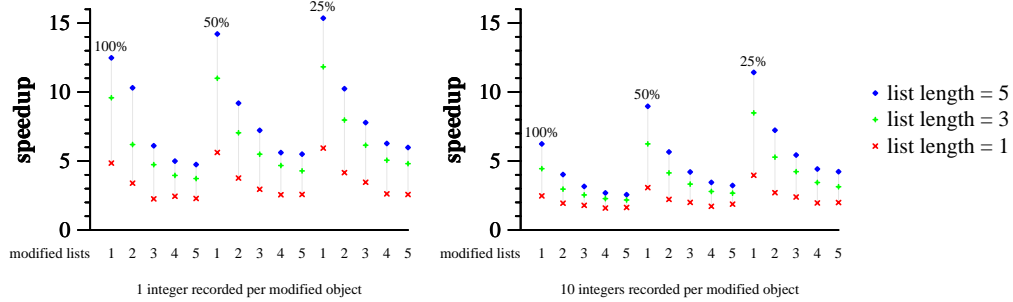 speedup
15
10
5
0
100%
50%
25%
modified lists 1 2 3 4 5 1 2 3 4 5 1 2 3 4 5
1 integer recorded per modified object
speedup
15
10
5
0
100%
50%
25%
1 2 3 4 5 1 2 3 4 5 1 2 3 4 5
modified lists
10 integers recorded per modified object
list length = 5
list length = 3
list length = 1